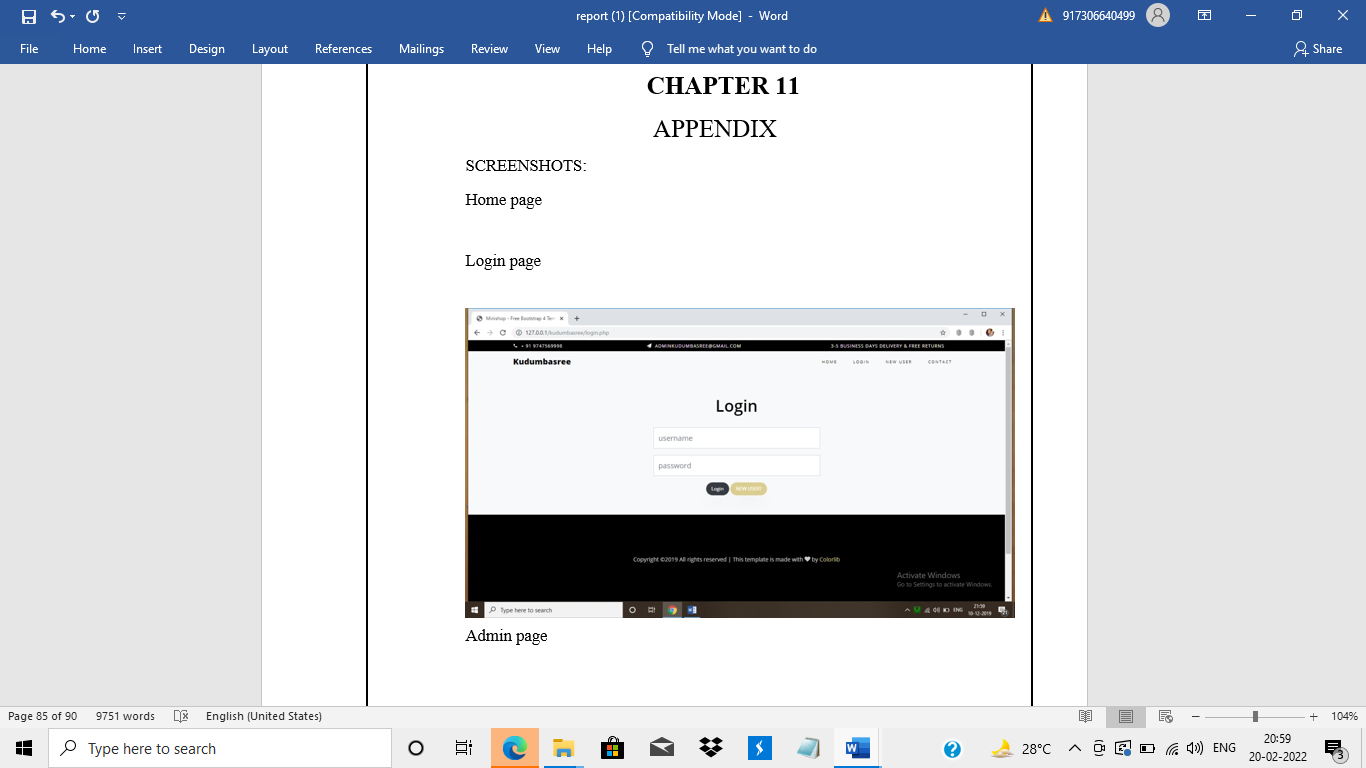 report (1) [Compatibility Mode] - Word
917306640499
File Home Insert Design Layout References Mailings Review View Help Tell me what you want to do Share
CHAPTER 11
APPENDIX
SCREENSHOTS:
Home page
Login page
Minishop - Free Bootstrap 4 Tem
127.0.0.1/kudumbasree/login.php
+ 91 9747569998 ADMINKUDUMBASREE@GMAIL.COM 3-5 BUSINESS DAYS DELIVERY & FREE RETURNS
Kudumbasree HOME LOGIN NEW USER CONTACT
Login
username
password
Login NEW USER?
Copyright ©2019 All rights reserved | This template is made with ❤ by Colorlib
Activate Windows
Go to Settings to activate Windows.
Type here to search ENG 21:59
10-12-2019
Admin page
Page 85 of 90 9751 words English (United States) 104%
Type here to search 28°C ENG 20:59
20-02-2022 3